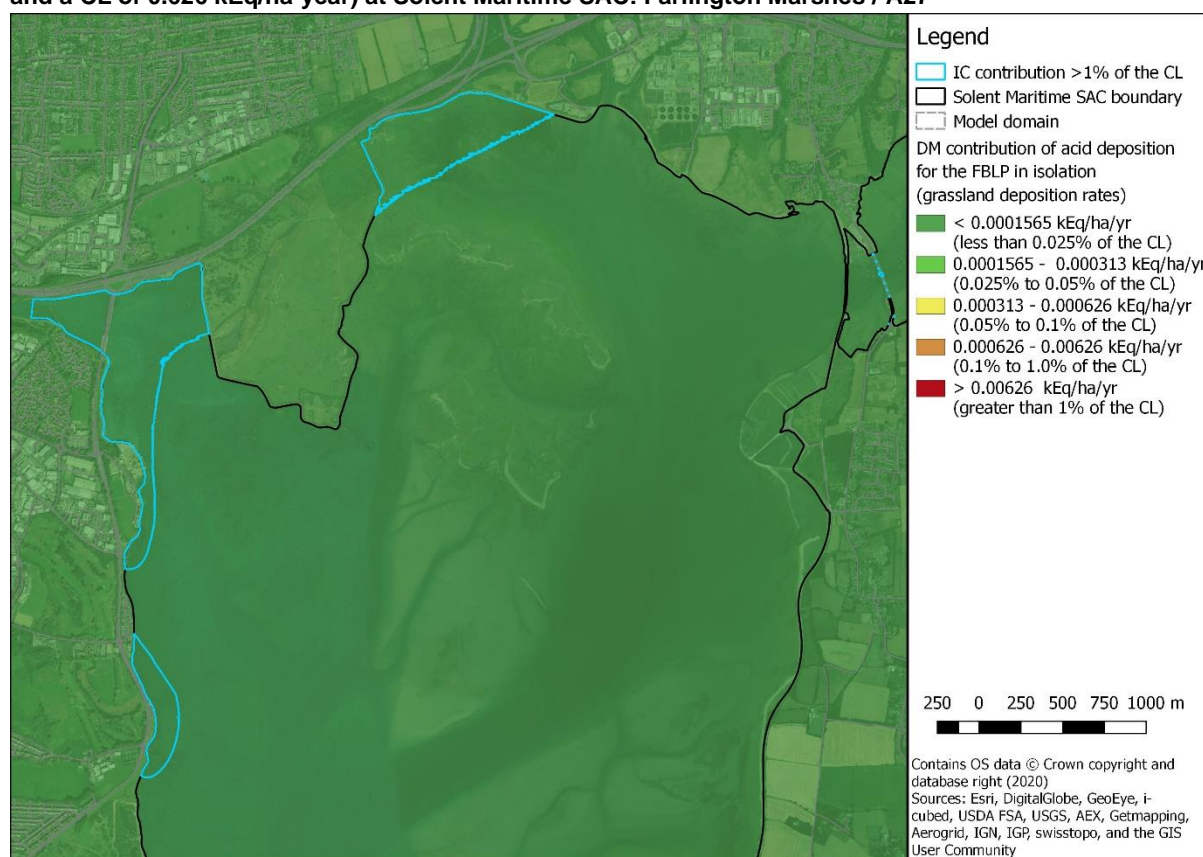 and a CL of 0.626 kEq/ha-year) at Solent Maritime SAC: Farlington Marshes / A27
Legend
IC contribution >1% of the CL
Solent Maritime SAC boundary
Model domain
DM contribution of acid deposition
for the FBLP in isolation
(grassland deposition rates)
< 0.0001565 kEq/ha/yr
(less than 0.025% of the CL)
0.0001565 - 0.000313 kEq/ha/yr
(0.025% to 0.05% of the CL)
0.000313 - 0.000626 kEq/ha/yr
(0.05% to 0.1% of the CL)
0.000626 - 0.00626 kEq/ha/yr
(0.1% to 1.0% of the CL)
> 0.00626 kEq/ha/yr
(greater than 1% of the CL)
250 0 250 500 750 1000 m
Contains OS data © Crown copyright and
database right (2020)
Sources: Esri, DigitalGlobe, GeoEye, i-
cubed, USDA FSA, USGS, AEX, Getmapping,
Aerogrid, IGN, IGP, swisstopo, and the GIS
User Community